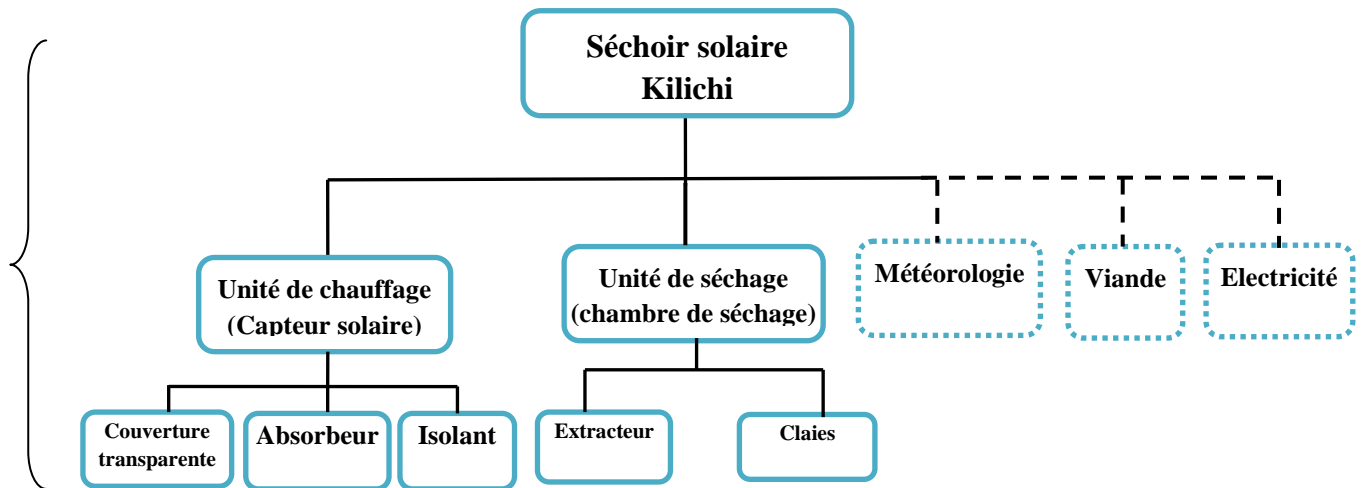 Séchoir solaire
Kilichi
Unité de chauffage
(Capteur solaire)
Unité de séchage
(chambre de séchage)
Météorologie
Viande
Electricité
Couverture
transparente
Absorbeur
Isolant
Extracteur
Claies